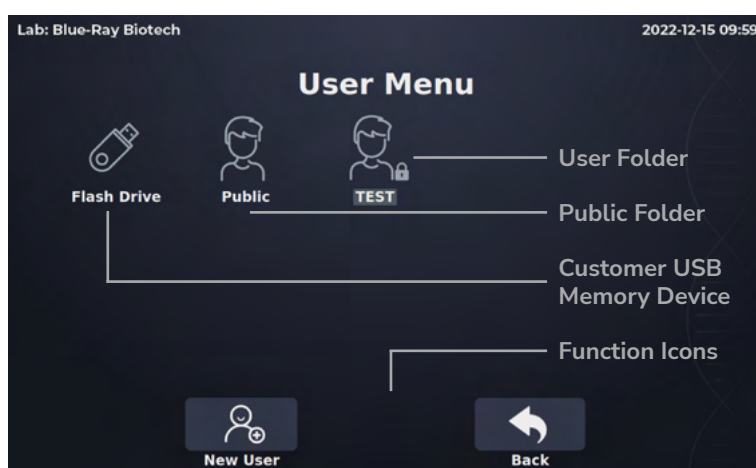 Lab: Blue-Ray Biotech
2022-12-15 09:59
User Menu
Flash Drive
Public
TEST
User Folder
Public Folder
Customer USB
Memory Device
Function Icons
New User
Back